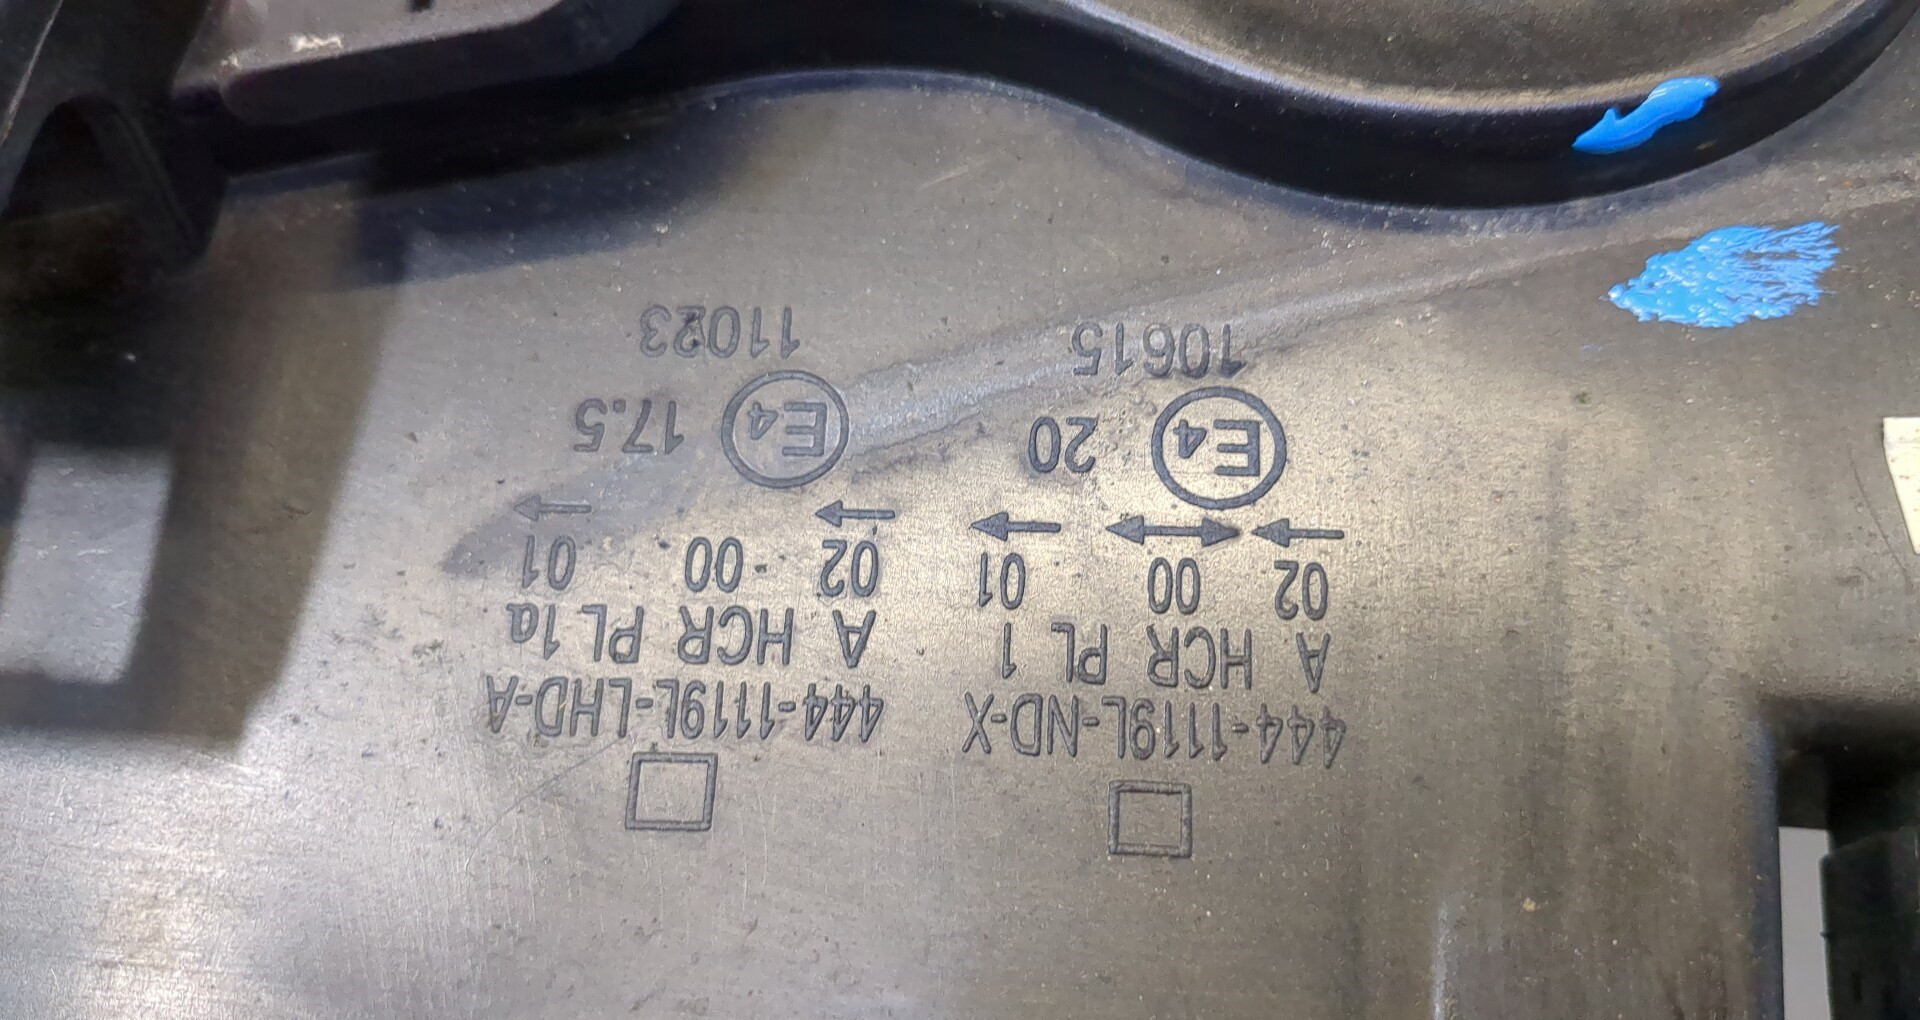 444-1119L-ND-X
A HCR PL 1
02 00 01
→ ↔ →
E4 20
10615
444-1119L-LHD-A
A HCR PL 1a
02 00 01
→ →
E4 17.5
11023